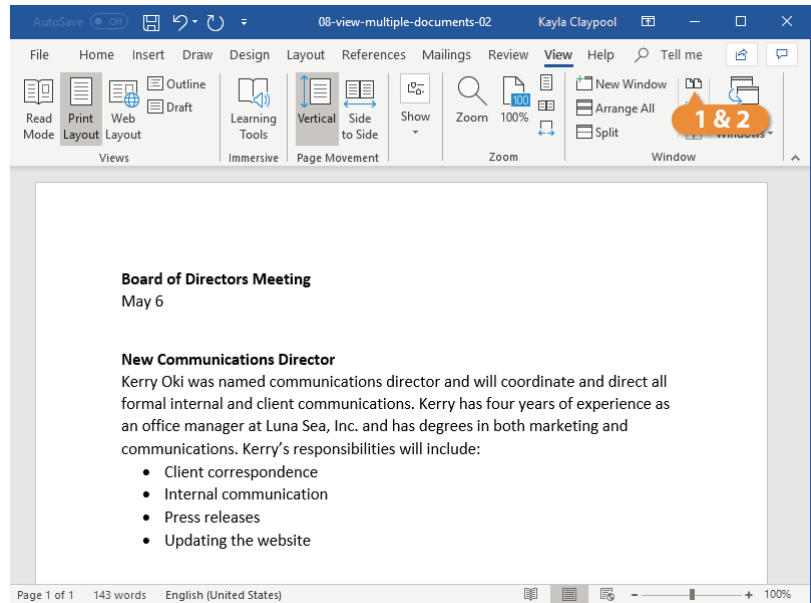 AutoSave Off 08-view-multiple-documents-02 Kayla Claypool
File Home Insert Draw Design Layout References Mailings Review View Help Tell me
Read Mode
Print Layout
Web Layout
Outline
Draft
Views
Learning Tools
Immersive
Vertical
Side to Side
Page Movement
Show
Zoom
100
100%
Zoom
New Window
Arrange All
Split
1 & 2
Windows
Window
Board of Directors Meeting
May 6
New Communications Director
Kerry Oki was named communications director and will coordinate and direct all
formal internal and client communications. Kerry has four years of experience as
an office manager at Luna Sea, Inc. and has degrees in both marketing and
communications. Kerry’s responsibilities will include:
• Client correspondence
• Internal communication
• Press releases
• Updating the website
Page 1 of 1 143 words English (United States) 100%